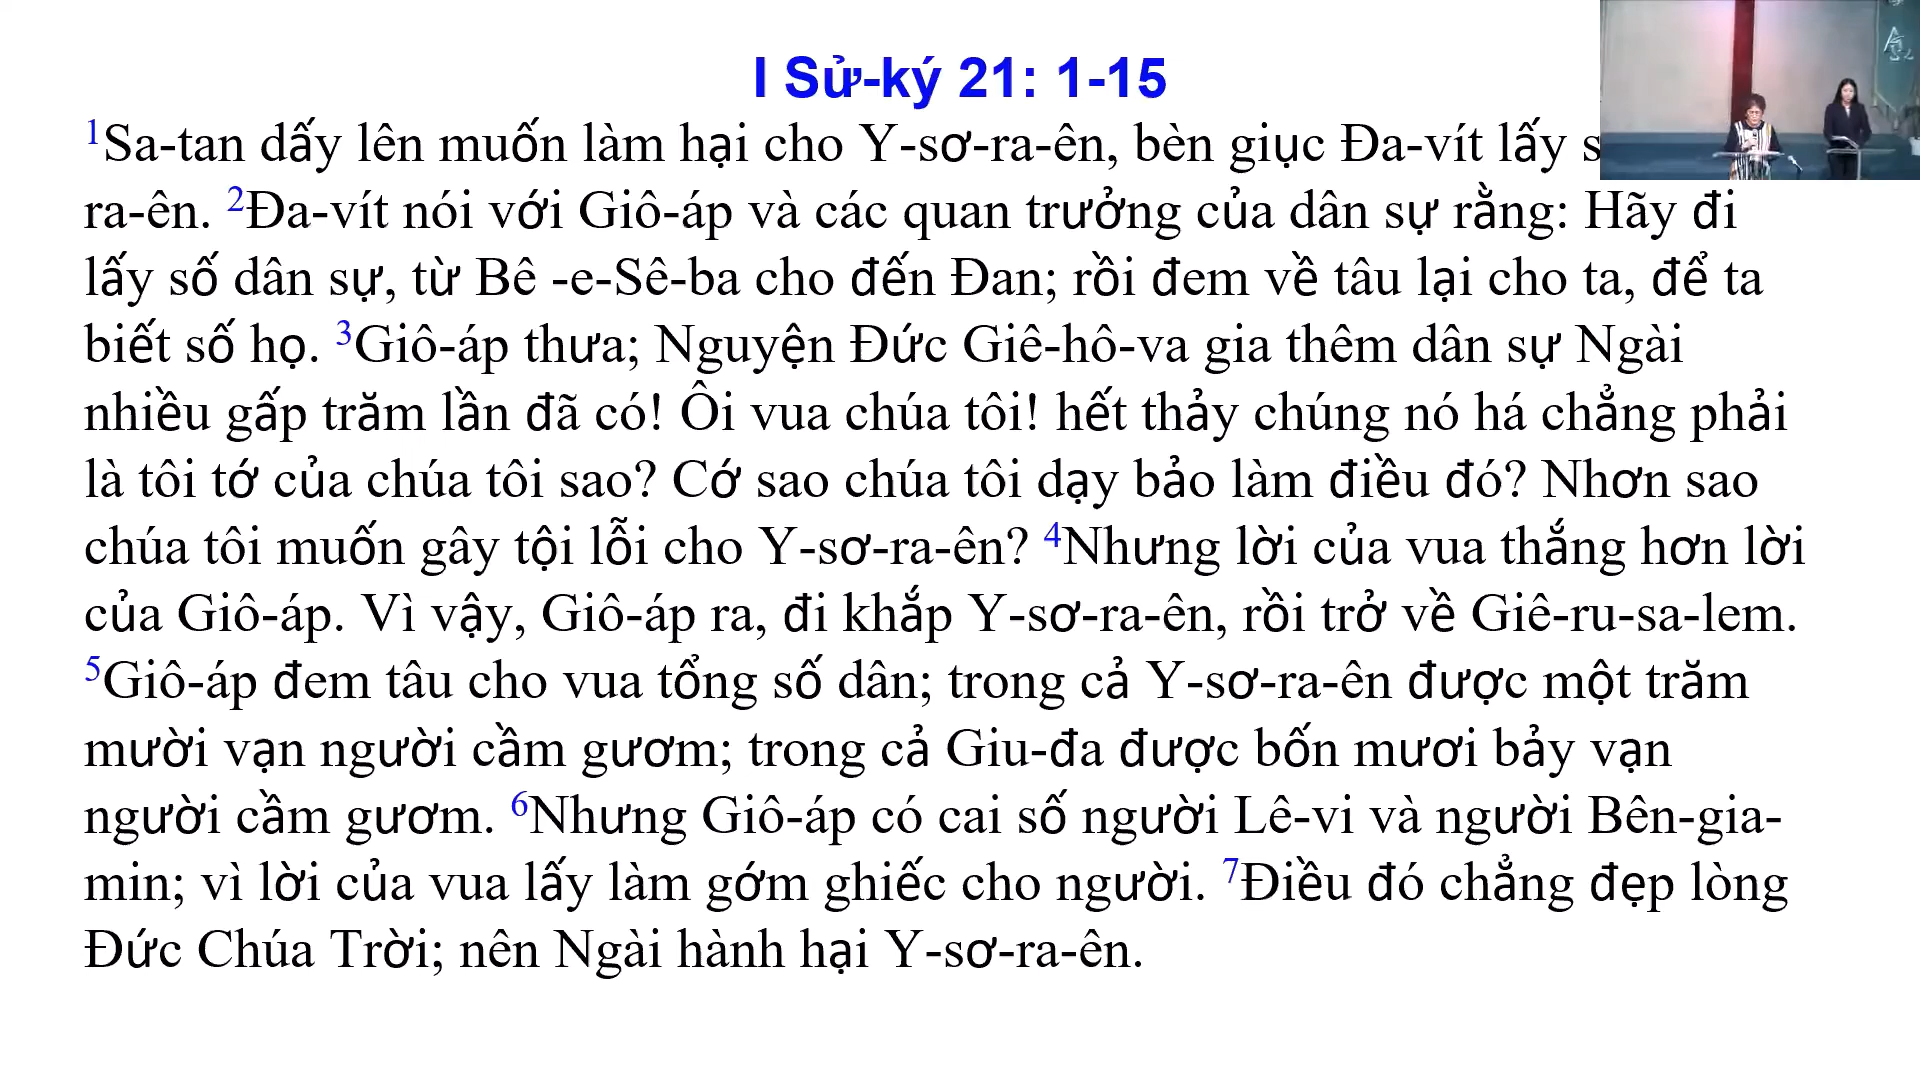 I Sử-ký 21: 1-15
1Sa-tan dấy lên muốn làm hại cho Y-sơ-ra-ên, bèn giục Đa-vít lấy
ra-ên. 2Đa-vít nói với Giô-áp và các quan trưởng của dân sự rằng: Hãy đi
lấy số dân sự, từ Bê -e-Sê-ba cho đến Đan; rồi đem về tâu lại cho ta, để ta
biết số họ. 3Giô-áp thưa; Nguyện Đức Giê-hô-va gia thêm dân sự Ngài
nhiều gấp trăm lần đã có! Ôi vua chúa tôi! hết thảy chúng nó há chẳng phải
là tôi tớ của chúa tôi sao? Cớ sao chúa tôi dạy bảo làm điều đó? Nhơn sao
chúa tôi muốn gây tội lỗi cho Y-sơ-ra-ên? 4Nhưng lời của vua thắng hơn lời
của Giô-áp. Vì vậy, Giô-áp ra, đi khắp Y-sơ-ra-ên, rồi trở về Giê-ru-sa-lem.
5Giô-áp đem tâu cho vua tổng số dân; trong cả Y-sơ-ra-ên được một trăm
mười vạn người cầm gươm; trong cả Giu-đa được bốn mươi bảy vạn
người cầm gươm. 6Nhưng Giô-áp có cai số người Lê-vi và người Bên-gia-
min; vì lời của vua lấy làm gớm ghiếc cho người. 7Điều đó chẳng đẹp lòng
Đức Chúa Trời; nên Ngài hành hại Y-sơ-ra-ên.